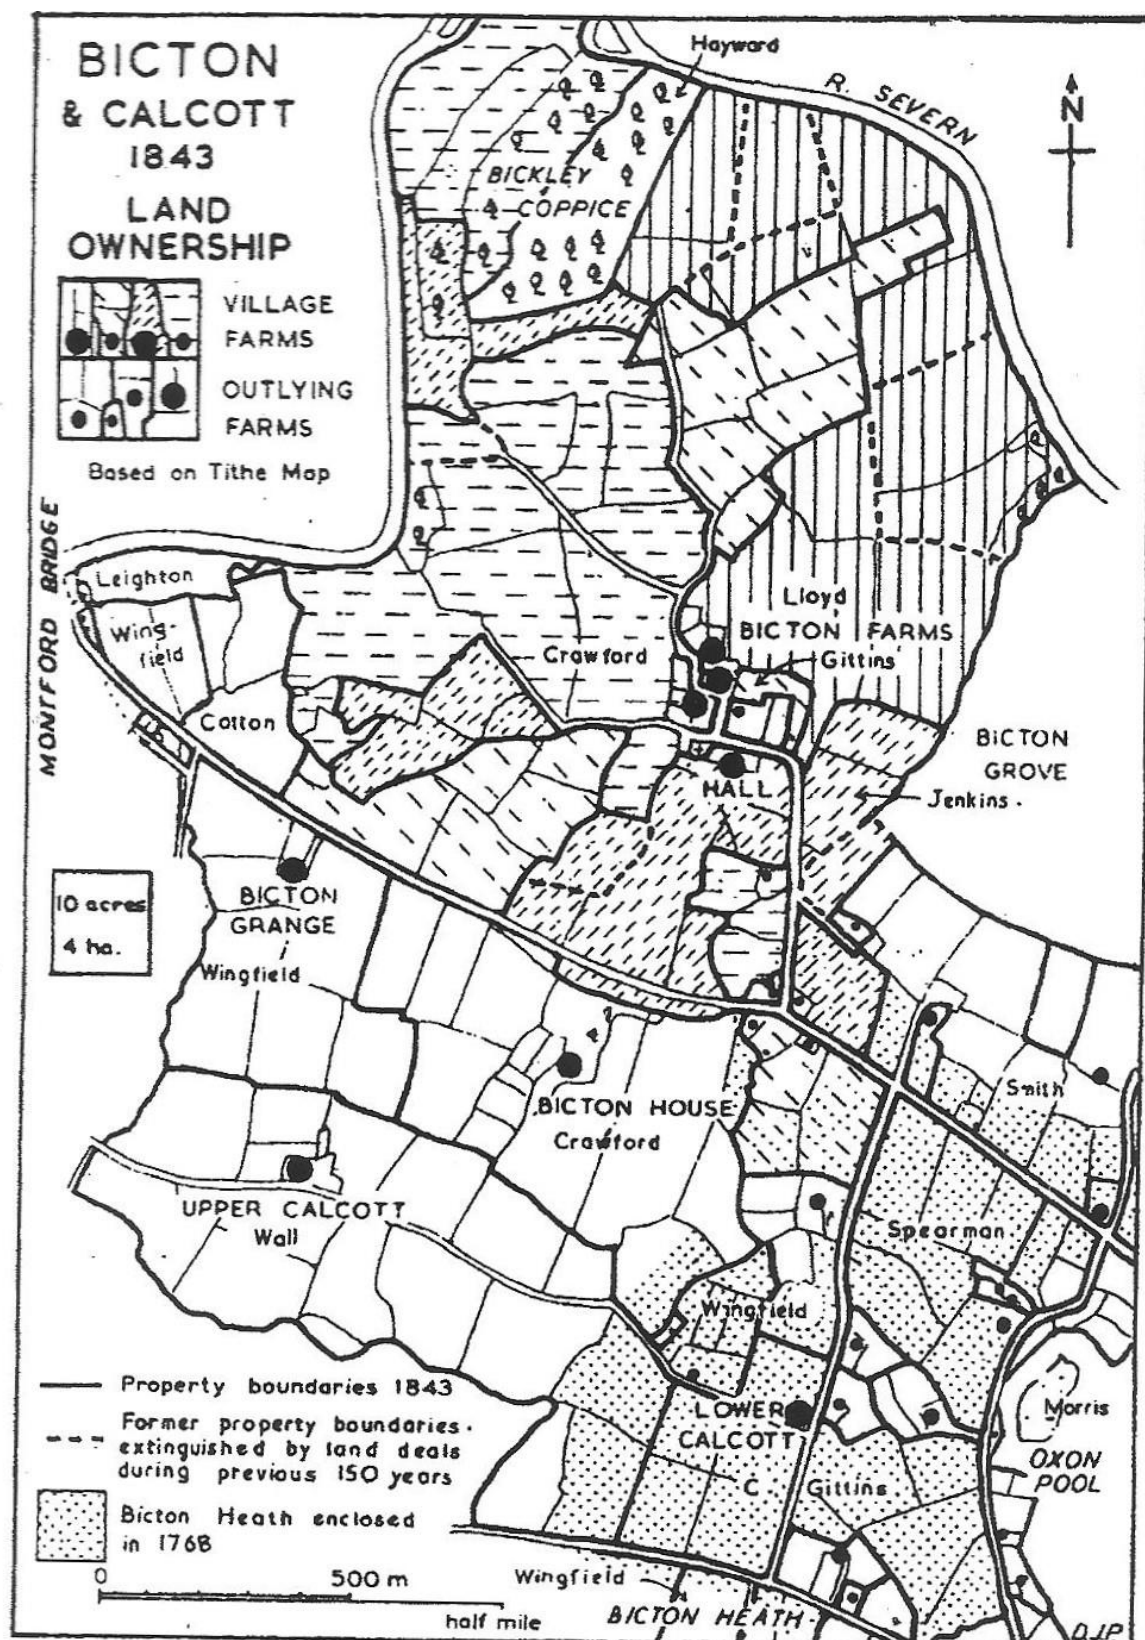 BICTON
& CALCOTT
1843
LAND
OWNERSHIP
VILLAGE
FARMS
OUTLYING
FARMS
Based on Tithe Map
Hayward
R. SEVERN
N
BICKLEY
COPPICE
MONTFORD BRIDGE
Leighton
Wing-
field
Cotton
Crawford
Lloyd
BICTON FARMS
Gittins
HALL
BICTON
GROVE
Jenkins.
10 acres
4 ha.
BICTON
GRANGE
Wingfield
BICTON HOUSE
Crawford
Smith
UPPER CALCOTT
Wall
Spearman
Wingfield
LOWER
CALCOTT
C
Gittins
Morris
OXON
POOL
Property boundaries 1843
Former property boundaries.
extinguished by land deals
during previous 150 years
Bicton Heath enclosed
in 1768
0 500 m
half mile
Wingfield
BICTON HEATH
DJP